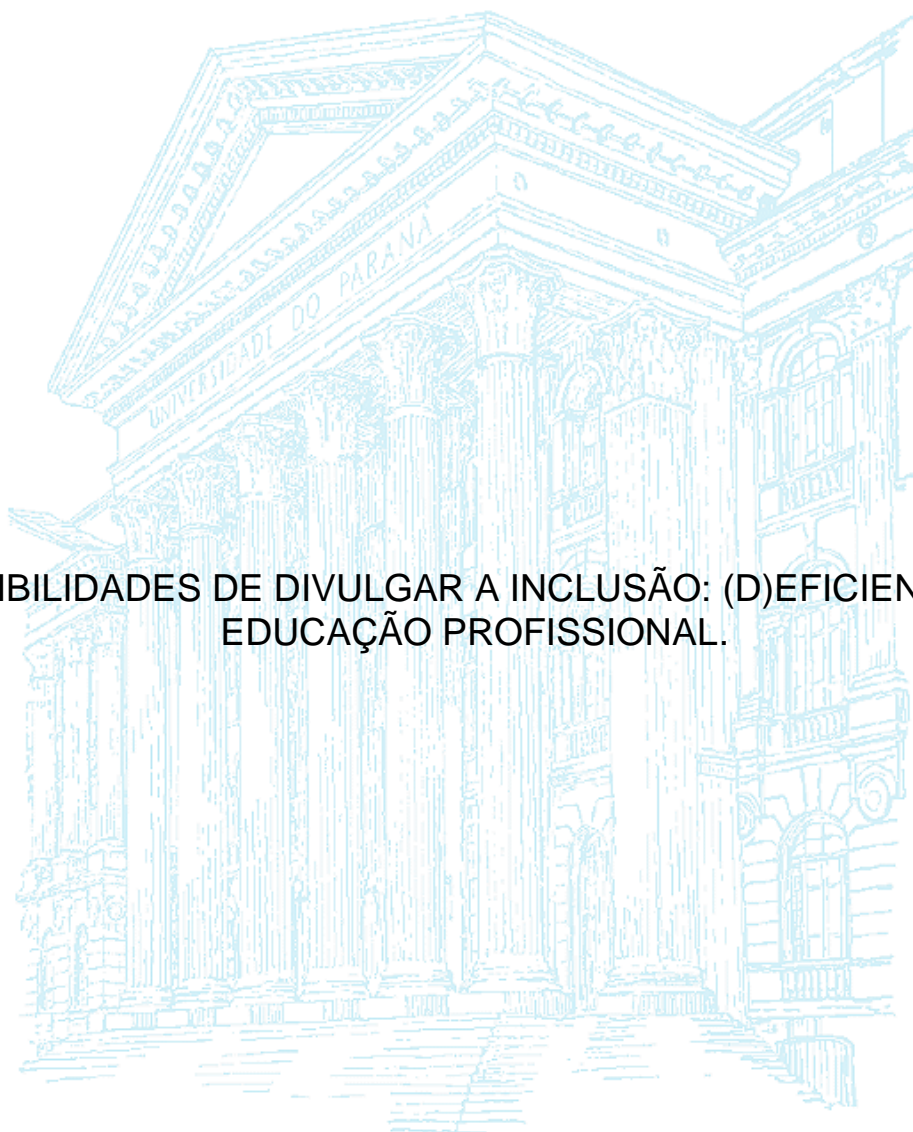 UNIVERSIDADE DO PARANÁ
IBILIDADES DE DIVULGAR A INCLUSÃO: (D)EFICIEN
EDUCAÇÃO PROFISSIONAL.